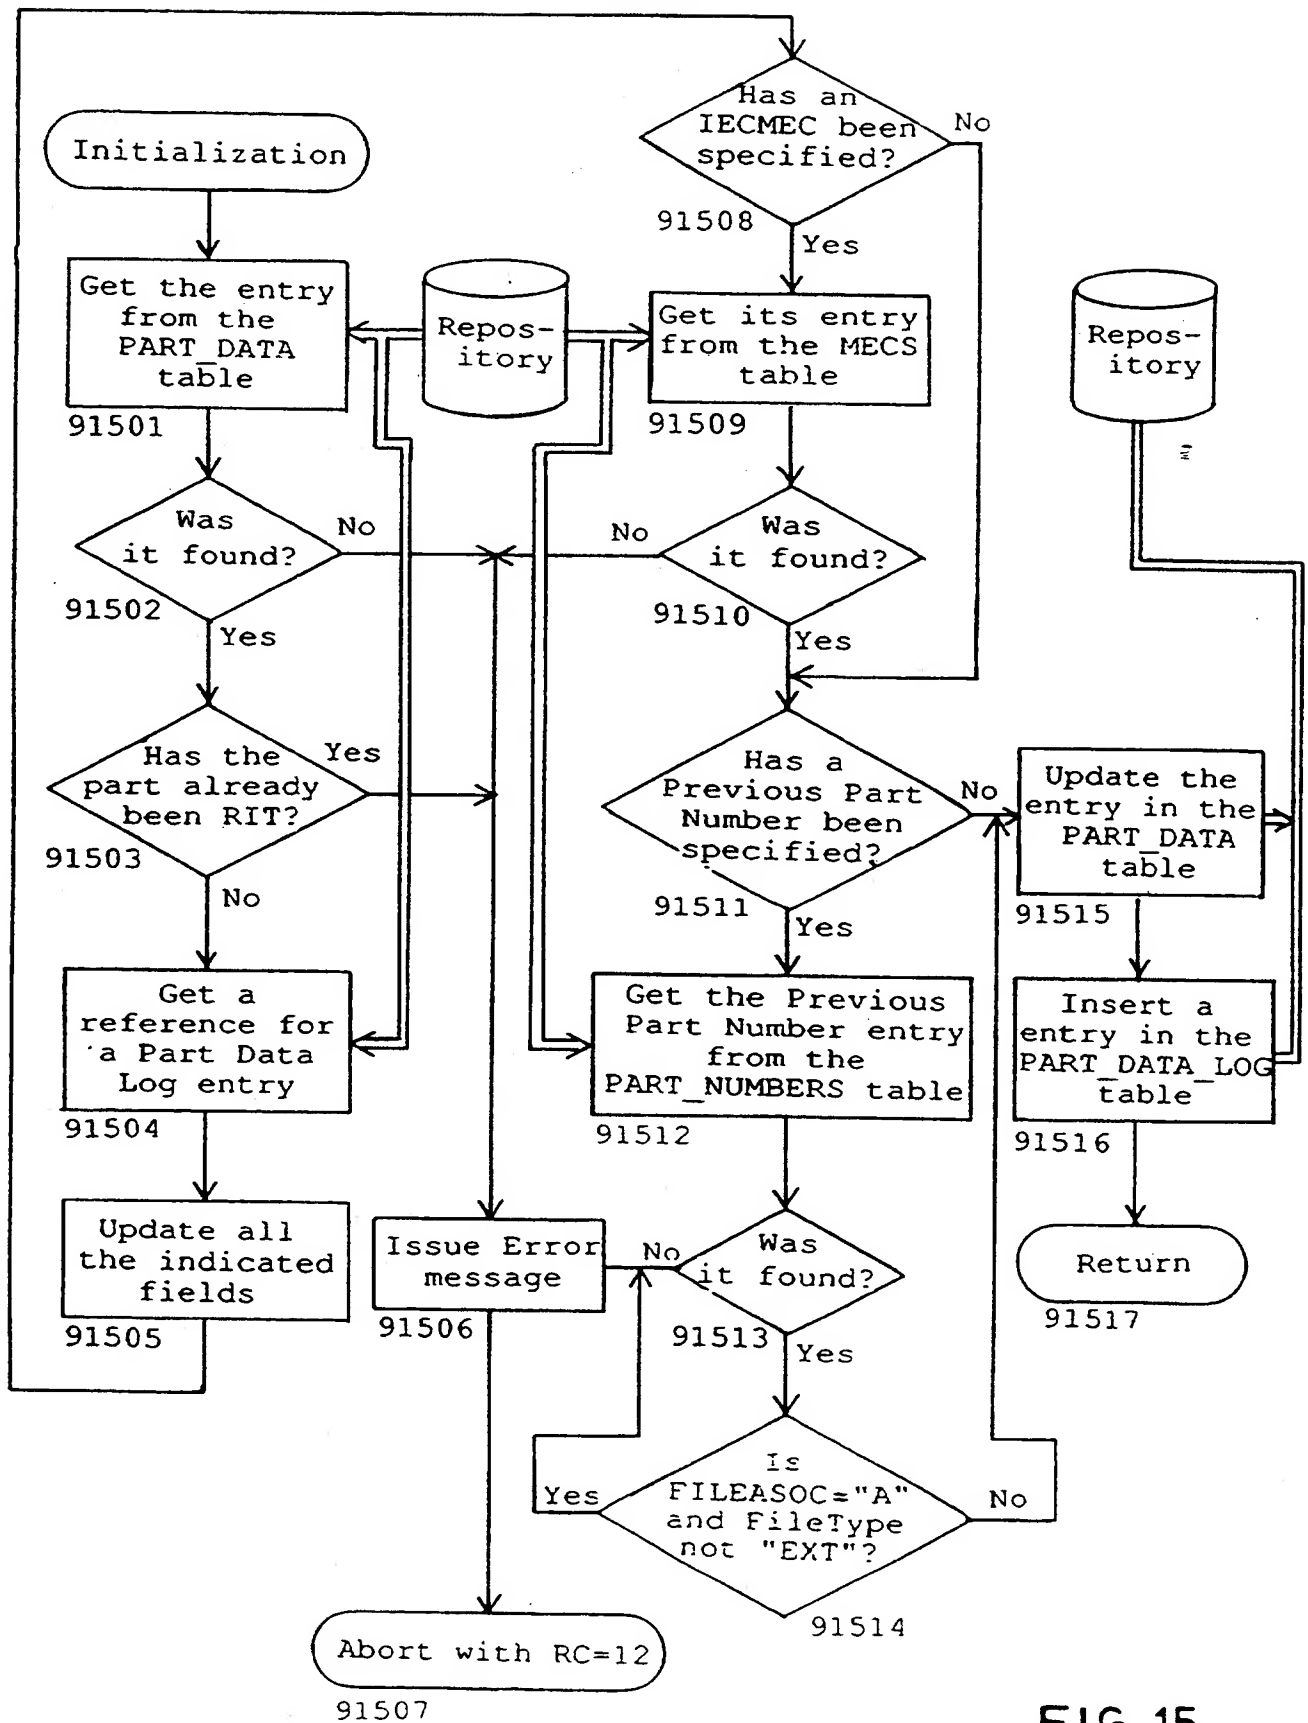 Initialization
Get the entry
from the
PART_DATA
table
91501
Was
it found?
No
91502
Yes
Has the
part already
been RIT?
Yes
91503
No
Get a
reference for
a Part Data
Log entry
91504
Update all
the indicated
fields
91505
Repos-
itory
Issue Error
message
91506
Abort with RC=12
91507
Has an
IECMEC been
specified?
No
91508
Yes
Get its entry
from the MECS
table
91509
Was
it found?
No
91510
Yes
Has a
Previous Part
Number been
specified?
No
91511
Yes
Get the Previous
Part Number entry
from the
PART_NUMBERS table
91512
Was
it found?
No
91513
Yes
Is
FILEASOC="A"
and FileType
not "EXT"?
Yes
No
91514
Repos-
itory
Update the
entry in the
PART_DATA
table
91515
Insert a
entry in the
PART_DATA_LOG
table
91516
Return
91517